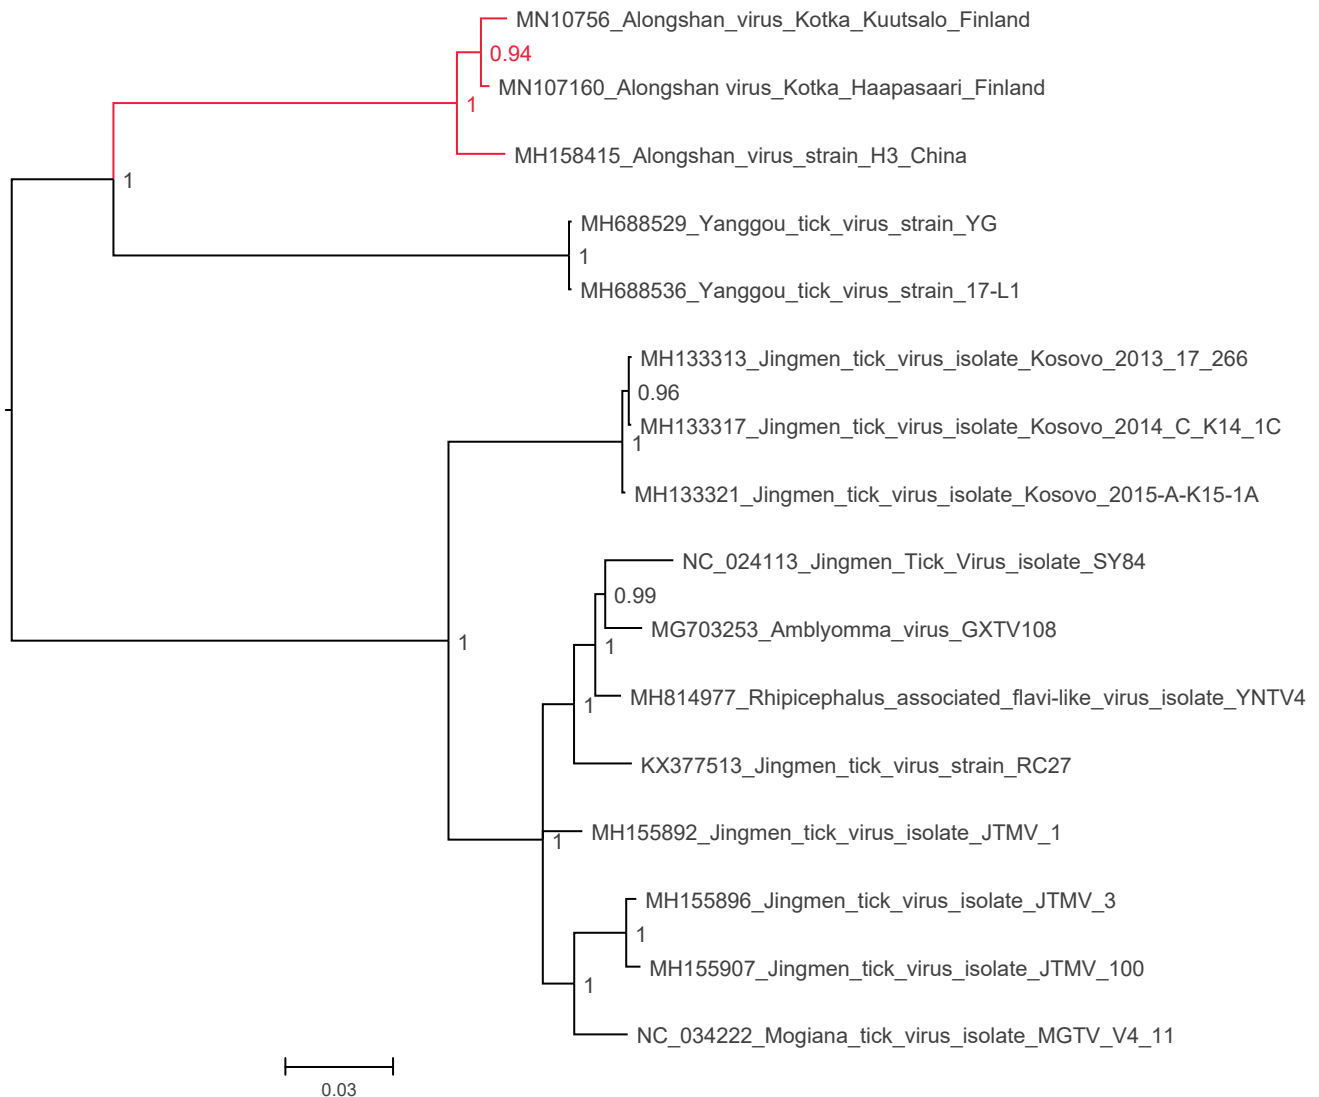 MN10756_Alongshan_virus_Kotka_Kuutsalo_Finland
0.94
MN107160_Alongshan virus_Kotka_Haapasaari_Finland
1
MH158415_Alongshan_virus_strain_H3_China
1
MH688529_Yanggou_tick_virus_strain_YG
1
MH688536_Yanggou_tick_virus_strain_17-L1
MH133313_Jingmen_tick_virus_isolate_Kosovo_2013_17_266
0.96
MH133317_Jingmen_tick_virus_isolate_Kosovo_2014_C_K14_1C
1
MH133321_Jingmen_tick_virus_isolate_Kosovo_2015-A-K15-1A
NC_024113_Jingmen_Tick_Virus_isolate_SY84
0.99
MG703253_Amblyomma_virus_GXTV108
1
1
MH814977_Rhipicephalus_associated_flavi-like_virus_isolate_YNTV4
1
KX377513_Jingmen_tick_virus_strain_RC27
MH155892_Jingmen_tick_virus_isolate_JTMV_1
1
MH155896_Jingmen_tick_virus_isolate_JTMV_3
1
MH155907_Jingmen_tick_virus_isolate_JTMV_100
1
NC_034222_Mogiana_tick_virus_isolate_MGTV_V4_11
0.03